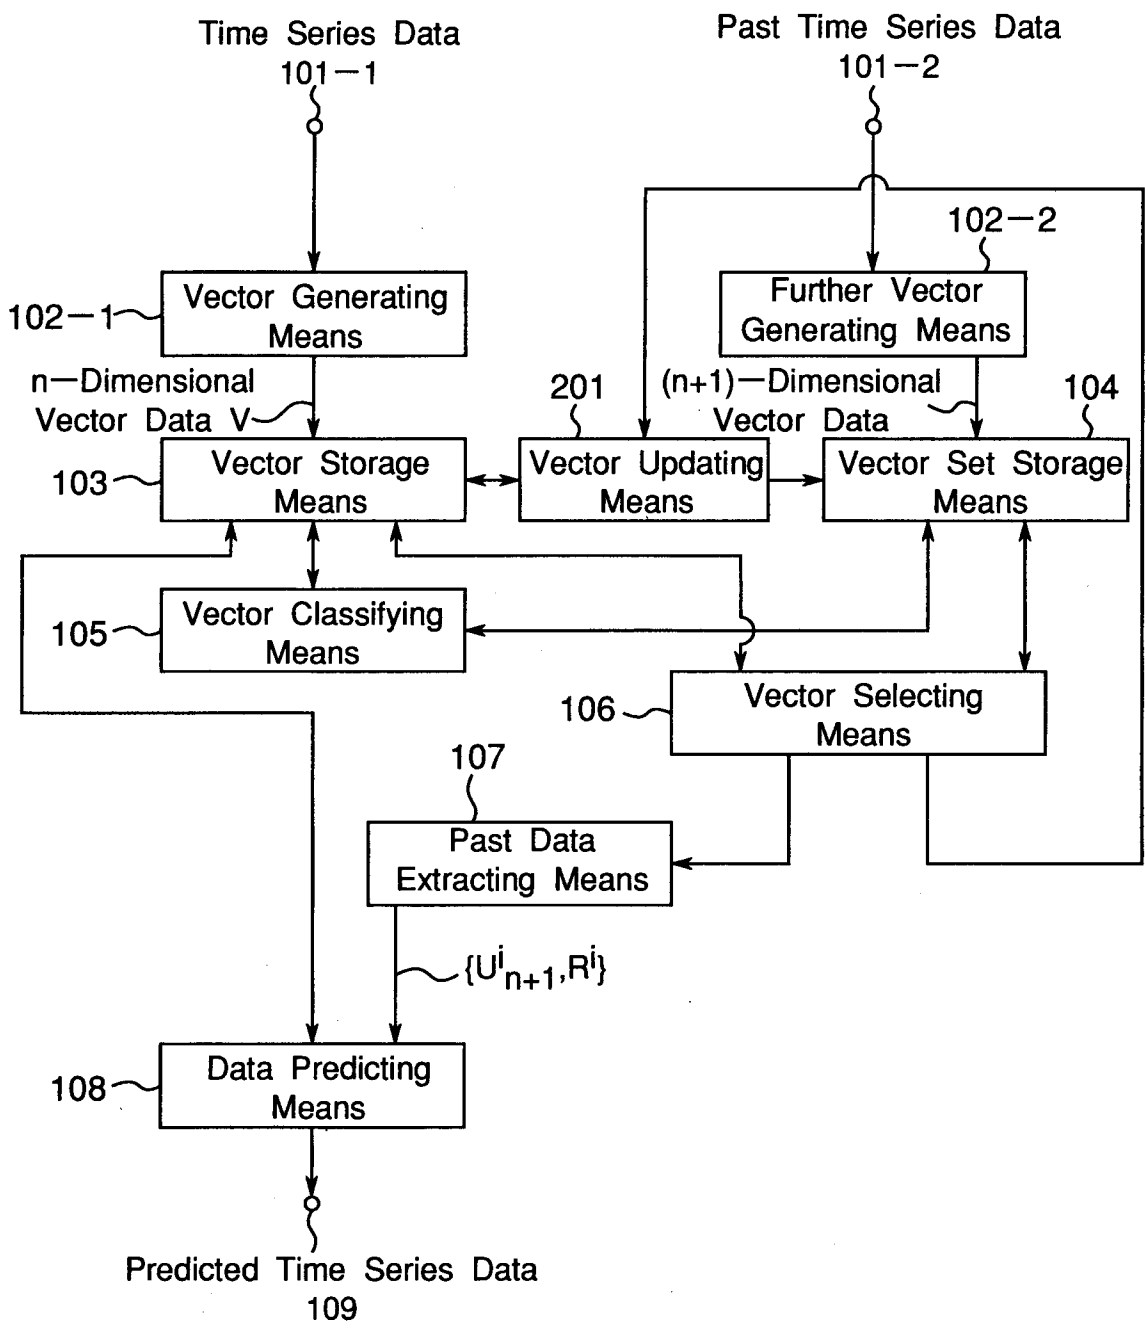 Time Series Data
101-1
Past Time Series Data
101-2
102-2
Vector Generating
Means
102-1
Further Vector
Generating Means
n-Dimensional
Vector Data V
201
(n+1)-Dimensional
Vector Data
104
Vector Storage
Means
103
Vector Updating
Means
Vector Set Storage
Means
Vector Classifying
Means
105
Vector Selecting
Means
106
107
Past Data
Extracting Means
{U^i_{n+1}, R^i}
Data Predicting
Means
108
Predicted Time Series Data
109